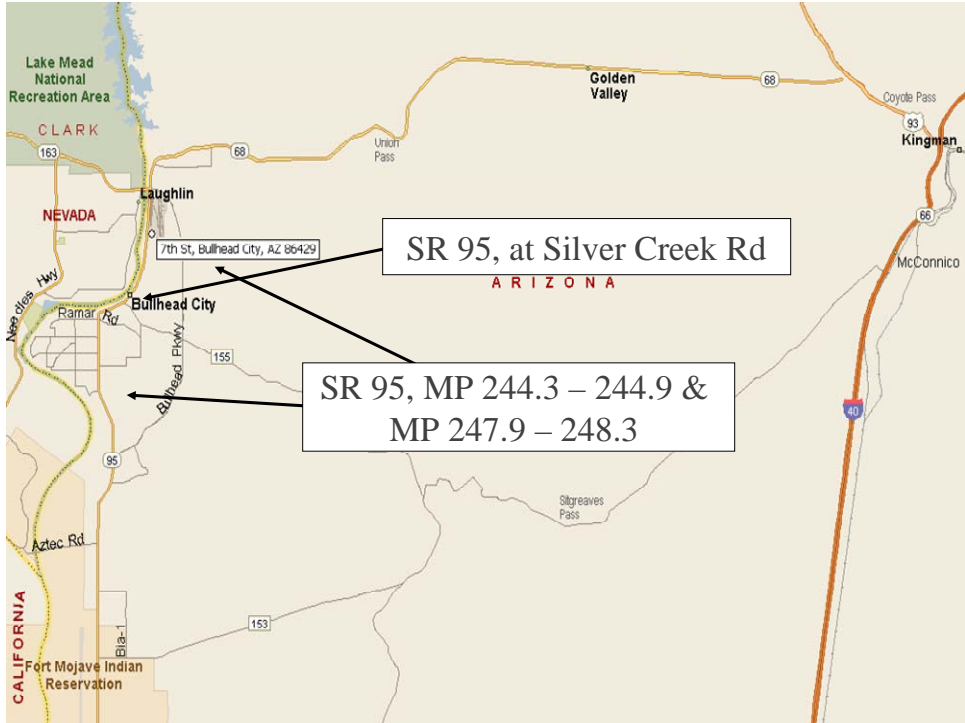 Lake Mead
National
Recreation Area
CLARK
163
68
Union
Pass
Golden
Valley
68
Coyote Pass
93
Kingman
66
McConnico
Laughlin
NEVADA
7th St, Bullhead City, AZ 86429
SR 95, at Silver Creek Rd
ARIZONA
Needles Hwy
Bullhead City
Ramar Rd
Bullhead Pkwy
155
SR 95, MP 244.3 – 244.9 &
MP 247.9 – 248.3
40
95
Sitgreaves
Pass
Aztec Rd
153
Bia-1
CALIFORNIA
Fort Mojave Indian
Reservation